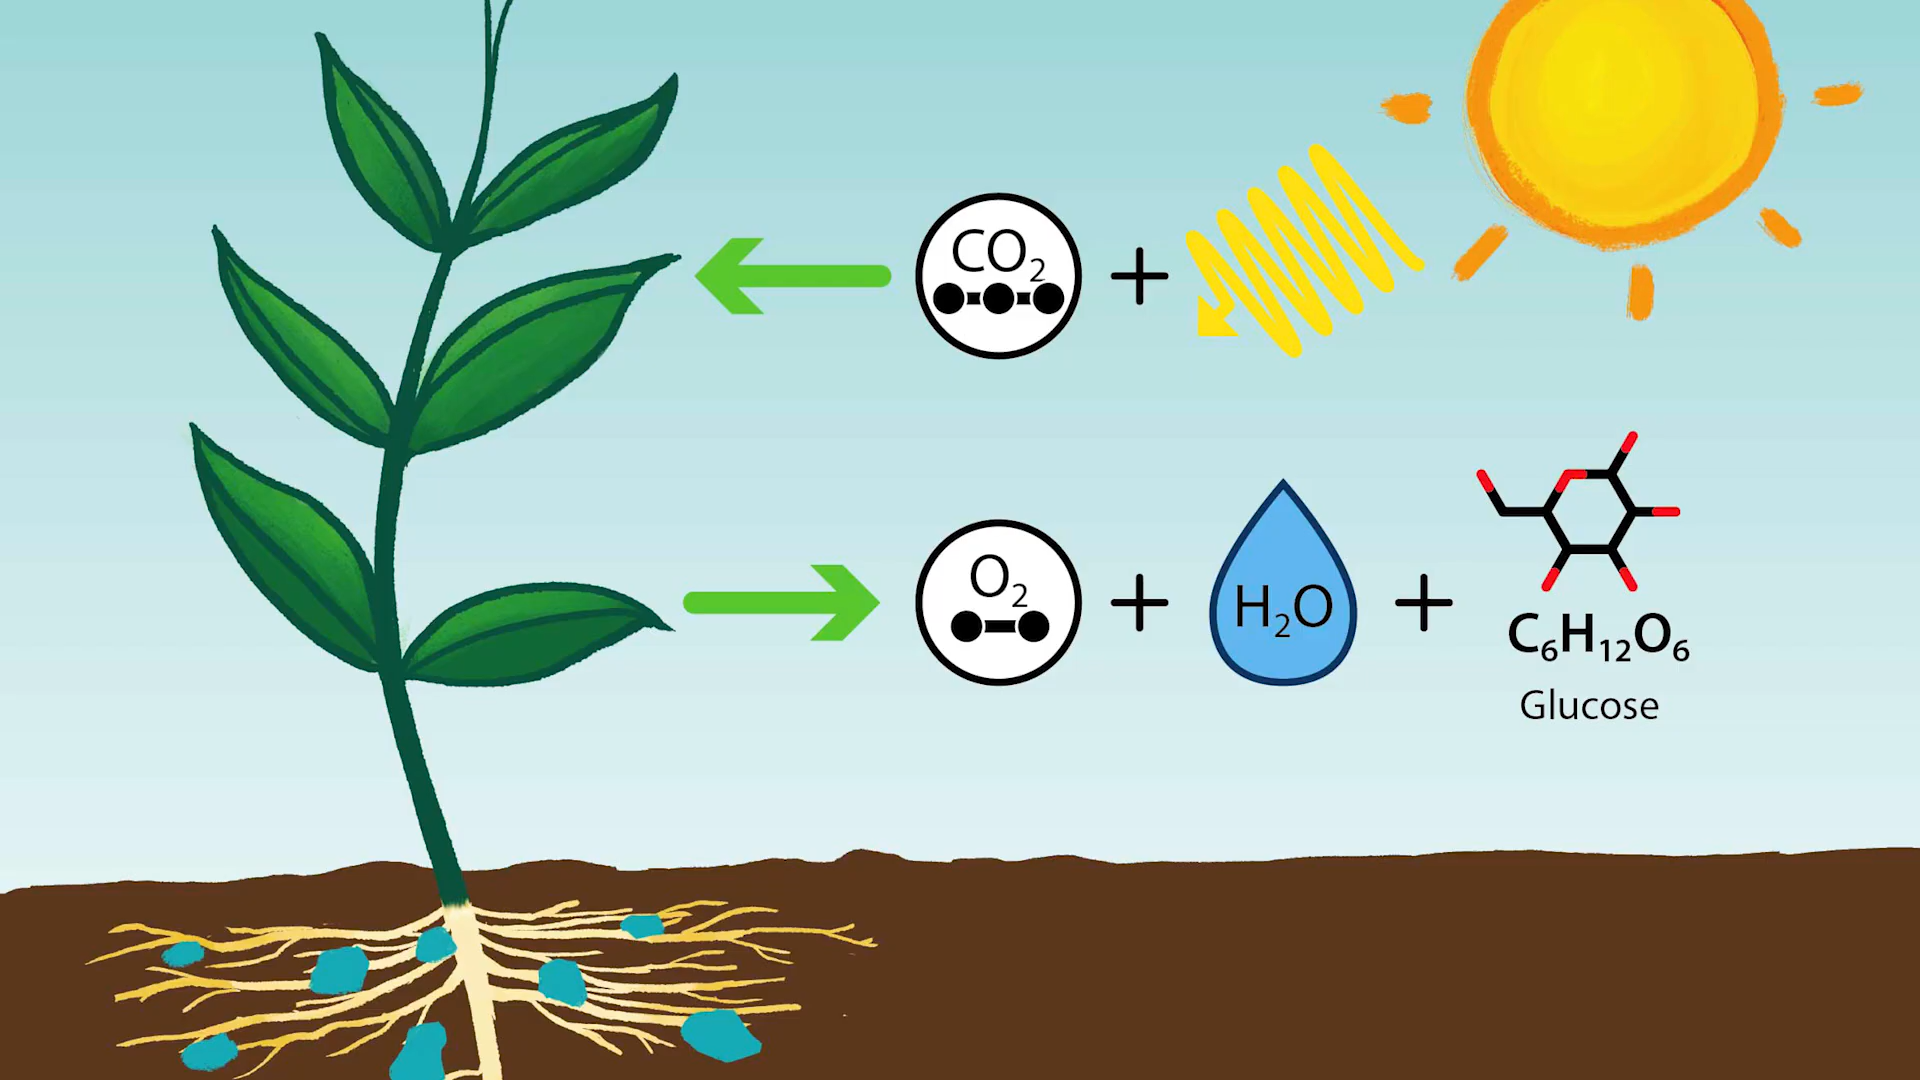 CO₂
+
O₂
+
H₂O
+
C₆H₁₂O₆
Glucose